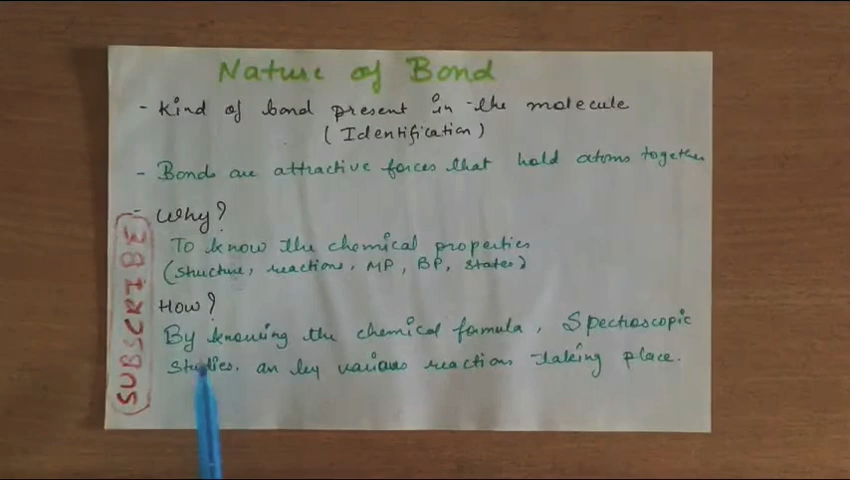 Nature of Bond
- Kind of bond present in the molecule
(Identification)
- Bonds are attractive forces that hold atoms together
- Why?
To know the chemical properties
(structure, reactions, MP, BP, states)
How?
By knowing the chemical formula, Spectroscopic
studies. an by various reactions taking place.
SUBSCRIBE